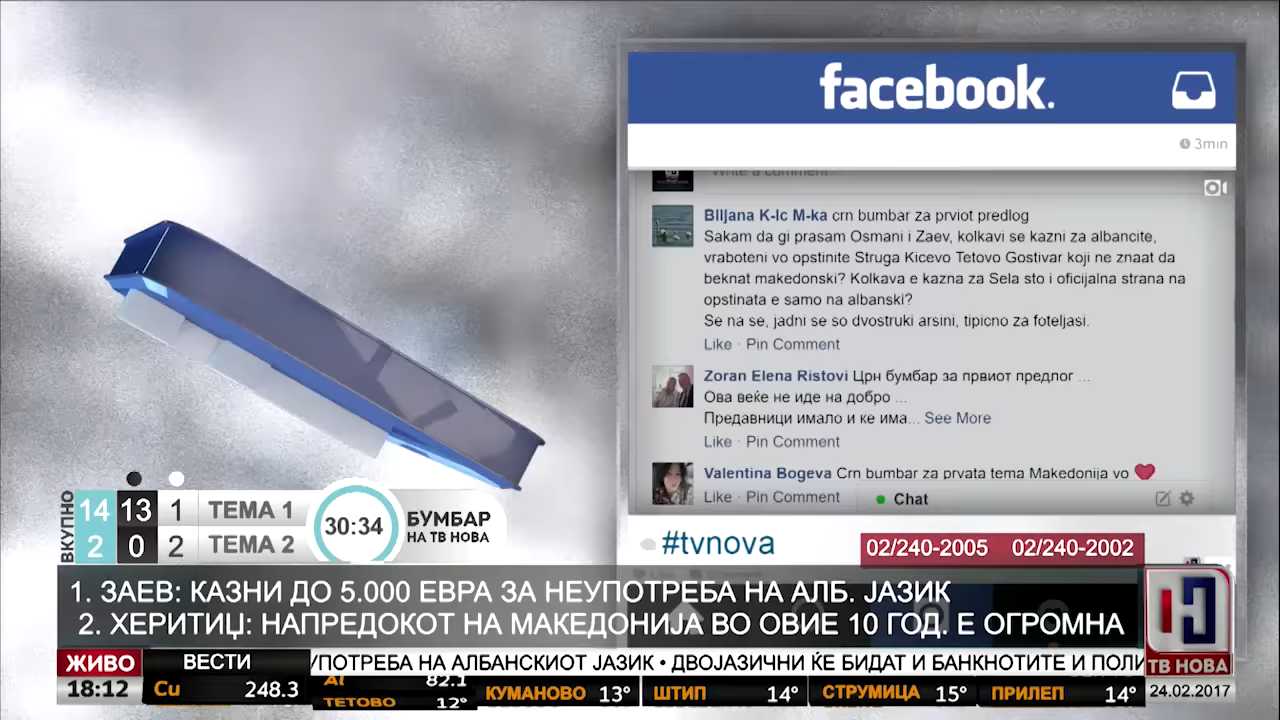 facebook.
3min
Write a comment...
BIljana K-Ic M-ka crn bumbar za prviot predlog
Sakam da gi prasam Osmani i Zaev, kolkavi se kazni za albancite,
vraboteni vo opstinite Struga Kicevo Tetovo Gostivar koji ne znaat da
beknat makedonski? Kolkava e kazna za Sela sto i oficijalna strana na
opstinata e samo na albanski?
Se na se, jadni se so dvostruki arsini, tipicno za foteljasi.
Like · Pin Comment
Zoran Elena Ristovi Црн бумбар за првиот предлог ...
Ова веќе не иде на добро ...
Предавници имало и ке има... See More
Like · Pin Comment
Valentina Bogeva Crn bumbar za prvata tema Makedonija vo ❤
Like · Pin Comment
Chat
#tvnova
02/240-2005 02/240-2002
ВКУПНО
14 13 1 ТЕМА 1
2 0 2 ТЕМА 2
30:34
БУМБАР
НА ТВ НОВА
1. ЗАЕВ: КАЗНИ ДО 5.000 ЕВРА ЗА НЕУПОТРЕБА НА АЛБ. ЈАЗИК
2. ХЕРИТИЏ: НАПРЕДОКОТ НА МАКЕДОНИЈА ВО ОВИЕ 10 ГОД. Е ОГРОМНА
ТВ НОВА
ЖИВО ВЕСТИ УПОТРЕБА НА АЛБАНСКИОТ ЈАЗИК • ДВОЈАЗИЧНИ ЌЕ БИДАТ И БАНКНОТИТЕ И ПОЛИ
18:12 Cu 248.3 Al 82.1
ТЕТОВО 12° КУМАНОВО 13° ШТИП 14° СТРУМИЦА 15° ПРИЛЕП 14° 24.02.2017